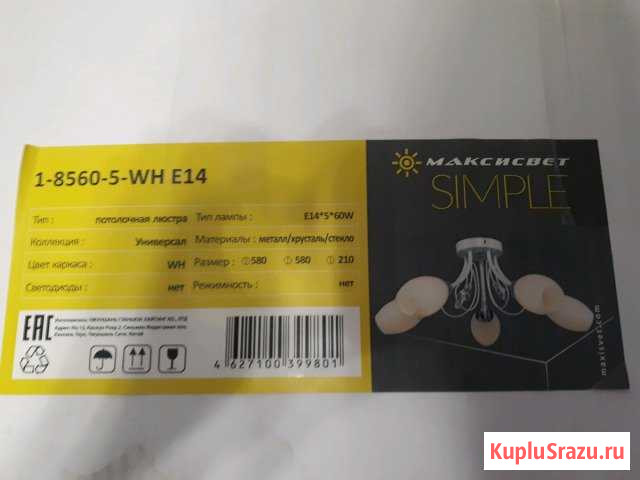 1-8560-5-WH E14
Тип : потолочная люстра Тип лампы : E14*5*60W
Коллекция : Универсал Материалы : металл/хрусталь/стекло
Цвет каркаса : WH Размер : 580 580 210
Светодиоды : нет Режимность : нет
EAC
4 627100 399801
МАКСИСВЕТ
SIMPLE
maxisvet.com
KupluSrazu.ru